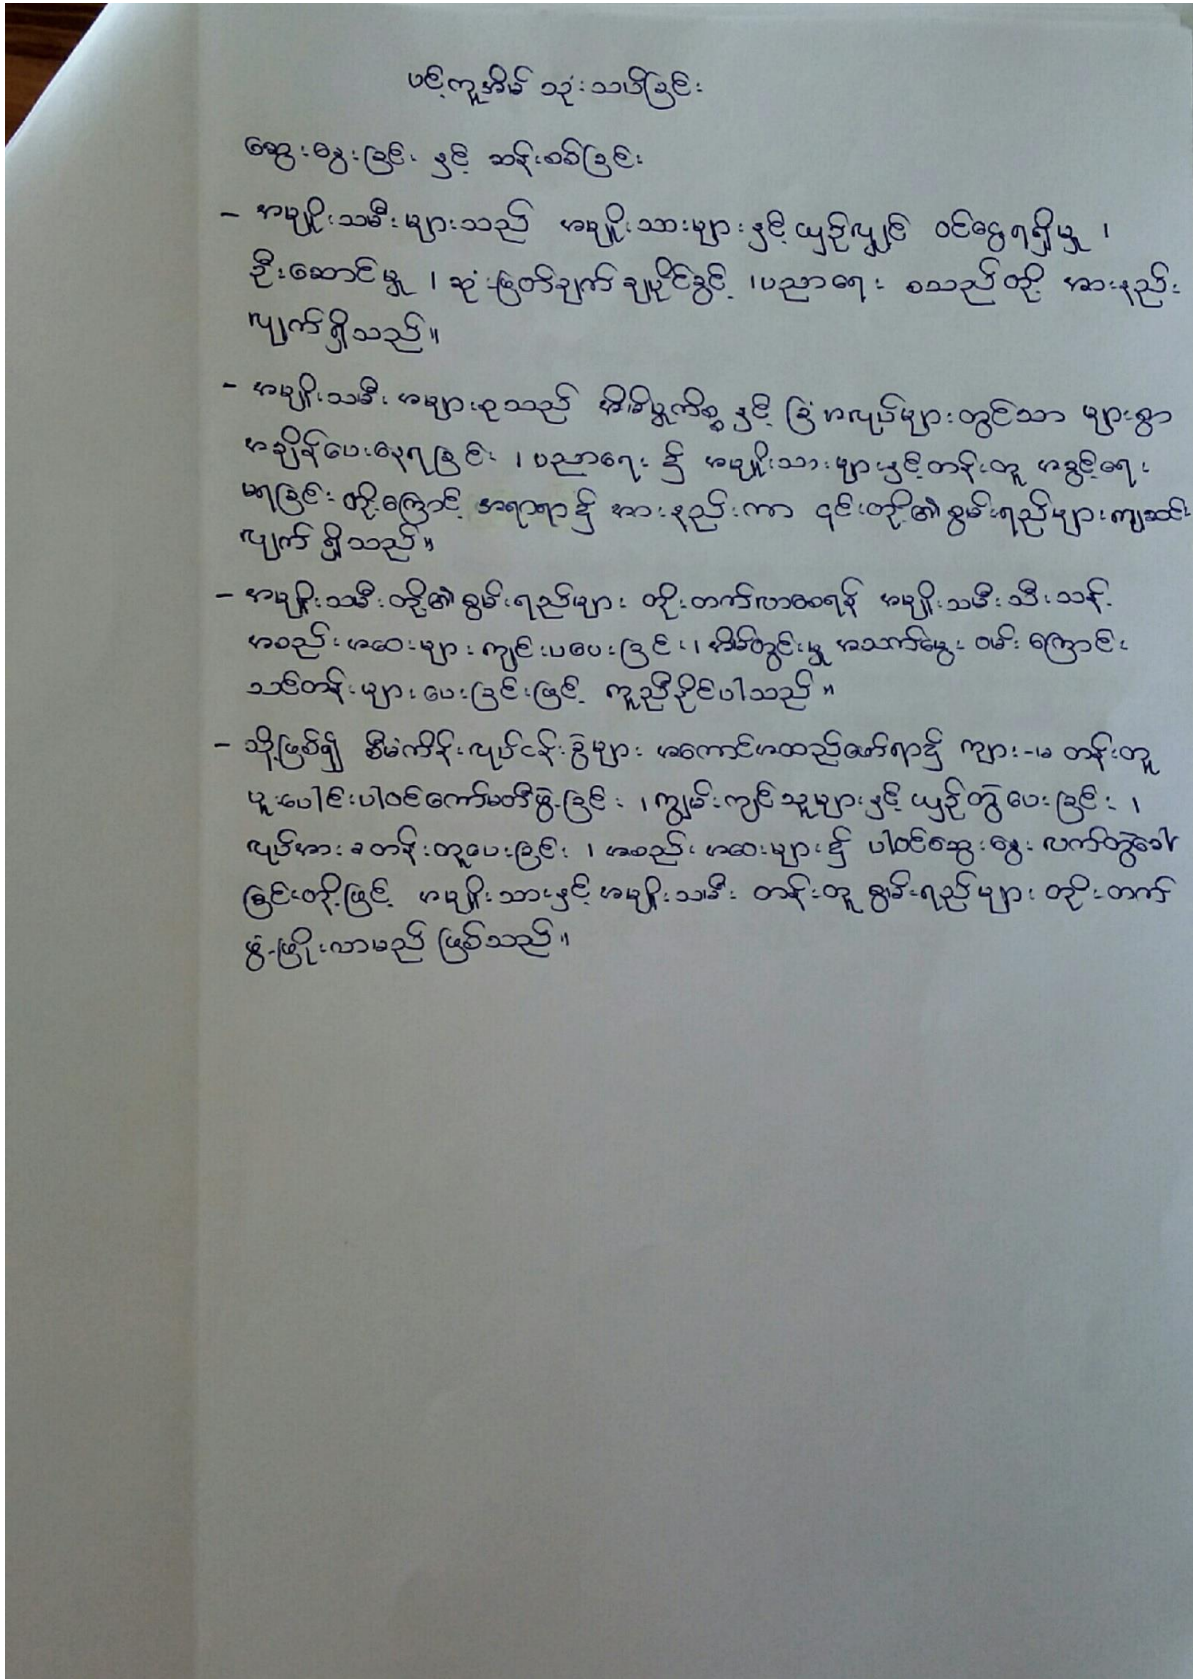 ပင့်ကူအိမ် သုံးသပ်ခြင်း
ဆွေးနွေးခြင်း နှင့် ဆန်းစစ်ခြင်း
– အမျိုးသမီးများသည် အမျိုးသားများနှင့် ယှဉ်လျှင် ဝင်ငွေရရှိမှု ၊
ဦးဆောင်မှု ၊ ဆုံးဖြတ်ချက် ချပိုင်ခွင့် ၊ ပညာရေး စသည်တို့ အားနည်း
လျက်ရှိသည်။
– အမျိုးသမီး အများစုသည် အိမ်မှုကိစ္စ နှင့် ခြံအလုပ်များတွင်သာ များစွာ
အချိန်ပေးနေရခြင်း ၊ ပညာရေး ၌ အမျိုးသားများနှင့်တန်းတူ အခွင့်ရေး
မရခြင်း တို့ကြောင့် အရာရာ၌ အားနည်းကာ ၎င်းတို့၏စွမ်းရည်များကျဆင်း
လျက် ရှိသည်။
– အမျိုးသမီးတို့၏စွမ်းရည်များ တိုးတက်လာစေရန် အမျိုးသမီးသီးသန့်
အစည်းအဝေးများ ကျင်းပပေးခြင်း ၊ အိမ်တွင်းမှု အသက်မွေး ဝမ်းကြောင်း
သင်တန်းများပေးခြင်းဖြင့် ကူညီနိုင်ပါသည်။
– သို့ဖြစ်၍ စီမံကိန်းလုပ်ငန်းခွဲများ အကောင်အထည်ဖော်ရာ၌ ကျား-မ တန်းတူ
ပူးပေါင်းပါဝင်ကော်မတီဖွဲ့ခြင်း ၊ ကျွမ်းကျင်သူများနှင့် ယှဉ်တွဲပေးခြင်း ၊
လုပ်အားခတန်းတူပေးခြင်း ၊ အစည်းအဝေးများ၌ ပါဝင်ဆွေးနွေး လက်တွဲခေါ်
ခြင်းတို့ဖြင့် အမျိုးသားနှင့်အမျိုးသမီး တန်းတူ စွမ်းရည်များ တိုးတက်
ဖွံ့ဖြိုးလာမည် ဖြစ်သည်။